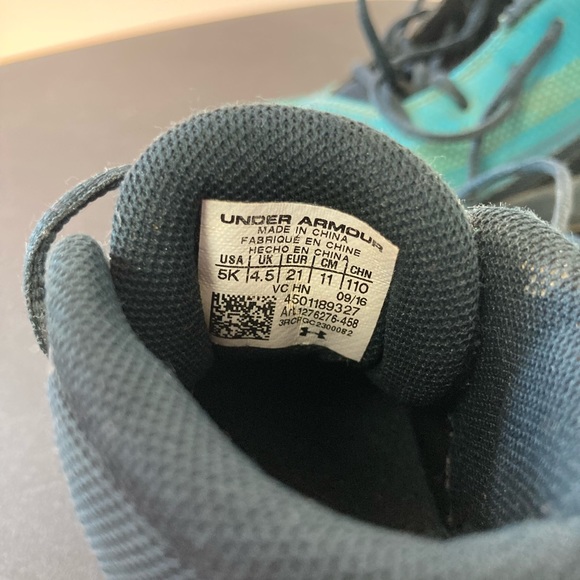 UNDER ARMOUR
MADE IN CHINA
FABRIQUÉ EN CHINE
HECHO EN CHINA
USA UK EUR CM CHN
5K 4.5 21 11 110
VC HN 09/16
4501189327
Art.1276276-458